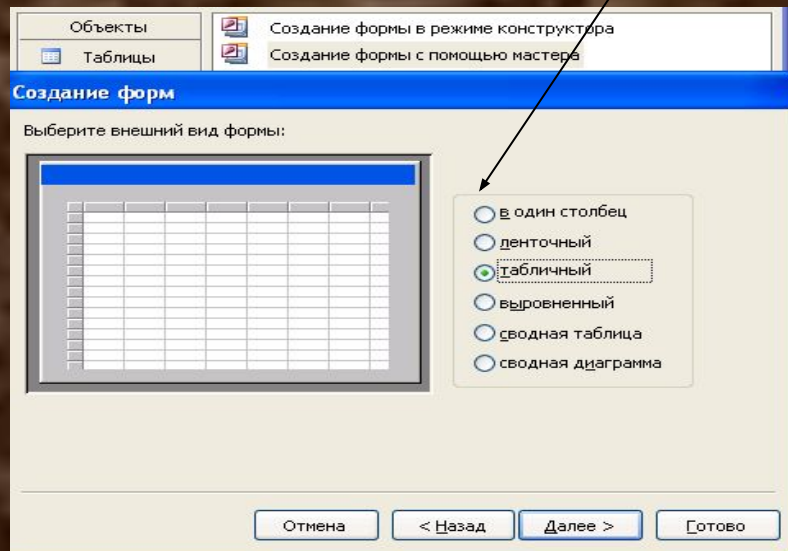 Объекты
Создание формы в режиме конструктора
Таблицы
Создание формы с помощью мастера
Создание форм
Выберите внешний вид формы:
в один столбец
ленточный
табличный
выровненный
сводная таблица
сводная диаграмма
Отмена
< Назад
Далее >
Готово